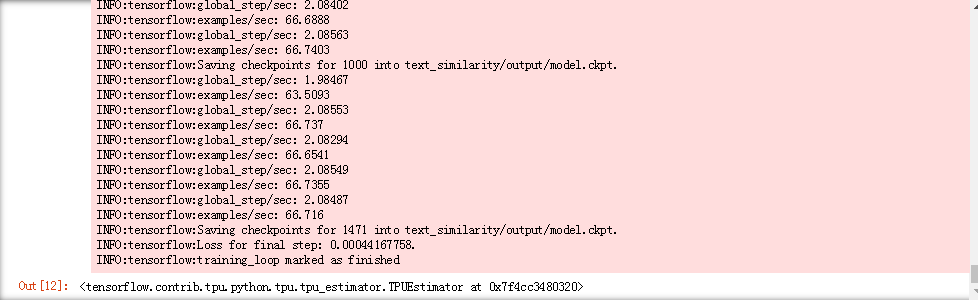 INFO:tensorflow:global_step/sec: 2.08402
INFO:tensorflow:examples/sec: 66.6888
INFO:tensorflow:global_step/sec: 2.08563
INFO:tensorflow:examples/sec: 66.7403
INFO:tensorflow:Saving checkpoints for 1000 into text_similarity/output/model.ckpt.
INFO:tensorflow:global_step/sec: 1.98467
INFO:tensorflow:examples/sec: 63.5093
INFO:tensorflow:global_step/sec: 2.08553
INFO:tensorflow:examples/sec: 66.737
INFO:tensorflow:global_step/sec: 2.08294
INFO:tensorflow:examples/sec: 66.6541
INFO:tensorflow:global_step/sec: 2.08549
INFO:tensorflow:examples/sec: 66.7355
INFO:tensorflow:global_step/sec: 2.08487
INFO:tensorflow:examples/sec: 66.716
INFO:tensorflow:Saving checkpoints for 1471 into text_similarity/output/model.ckpt.
INFO:tensorflow:Loss for final step: 0.00044167758.
INFO:tensorflow:training_loop marked as finished
Out[12]: <tensorflow.contrib.tpu.python.tpu.tpu_estimator.TPUEstimator at 0x7f4cc3480320>